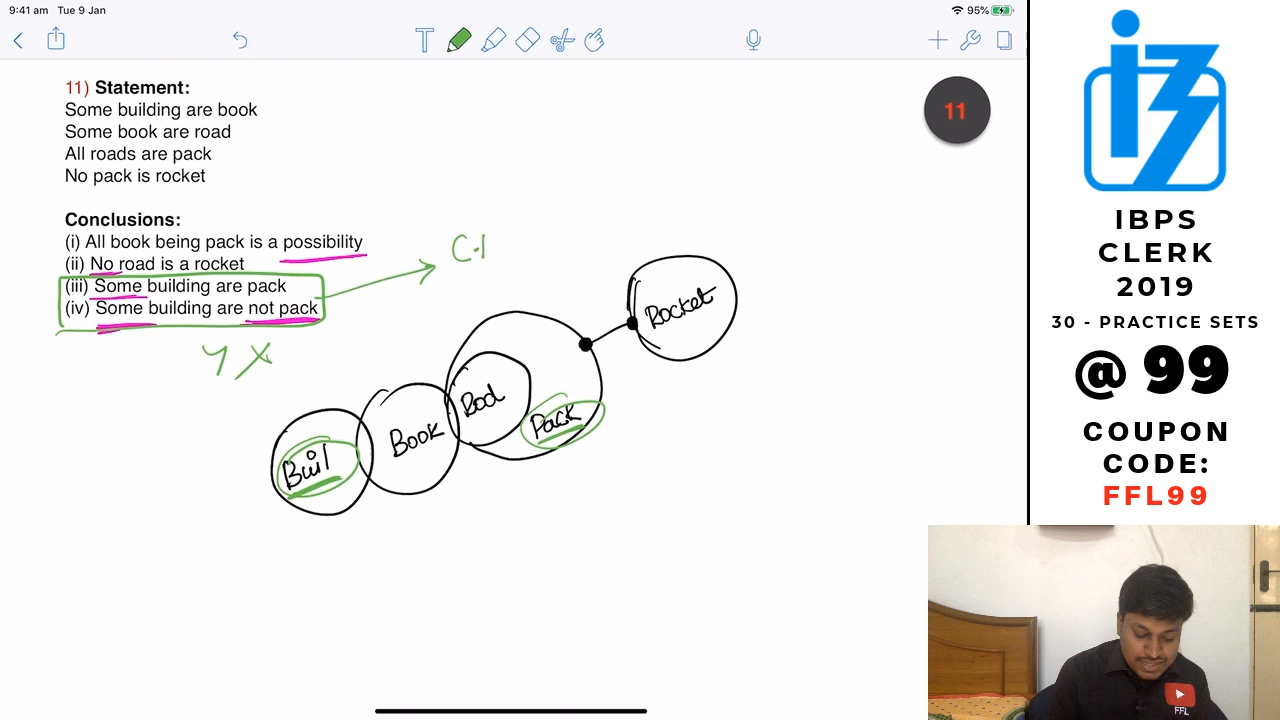 9:41 am Tue 9 Jan
95%
T
11) Statement:
Some building are book
Some book are road
All roads are pack
No pack is rocket
Conclusions:
(i) All book being pack is a possibility
(ii) No road is a rocket
(iii) Some building are pack
(iv) Some building are not pack
11
Rocket
Rod
Pack
Book
Buil
IBPS
CLERK
2019
30 - PRACTICE SETS
@ 99
COUPON
CODE:
FFL99
FFL